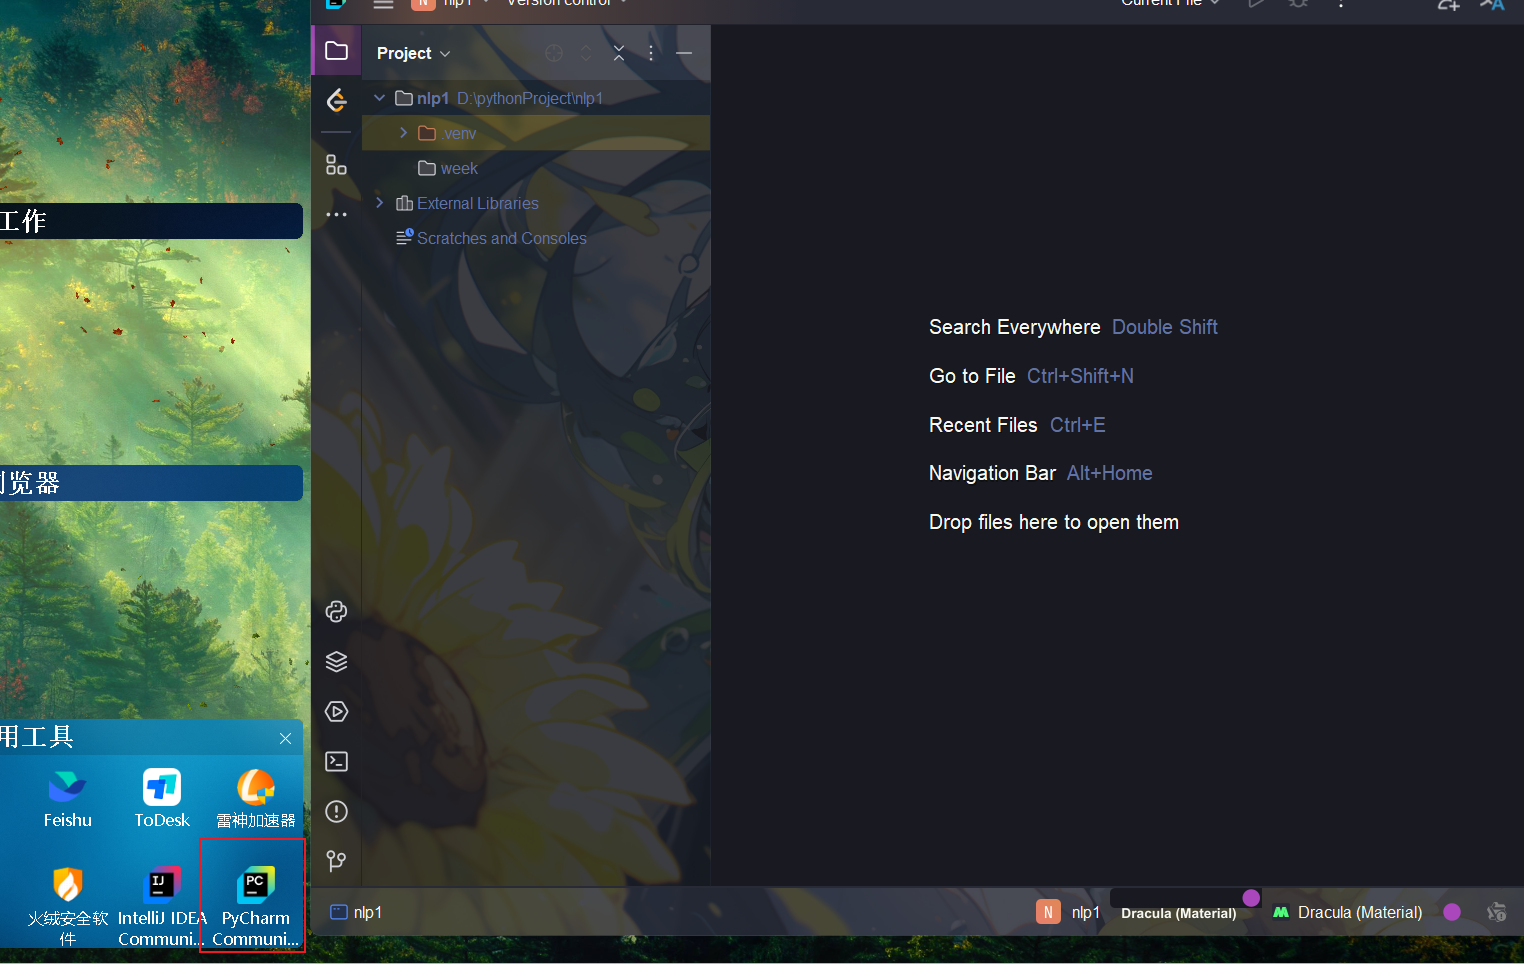 N nlp1 Version control Current File
Project
nlp1 D:\pythonProject\nlp1
.venv
week
External Libraries
Scratches and Consoles
工作
浏览器
用工具
Feishu
ToDesk
雷神加速器
火绒安全软件
IJ
IntelliJ IDEA
Communi...
PC
PyCharm
Communi...
Search Everywhere Double Shift
Go to File Ctrl+Shift+N
Recent Files Ctrl+E
Navigation Bar Alt+Home
Drop files here to open them
nlp1
N nlp1 Dracula (Material) Dracula (Material)